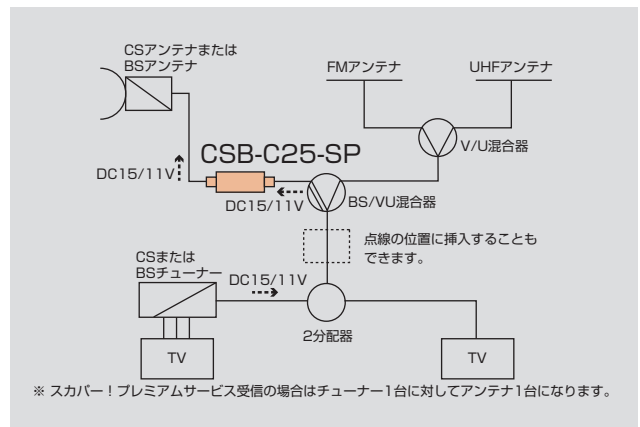 CSアンテナまたは
BSアンテナ
FMアンテナ
UHFアンテナ
CSB-C25-SP
V/U混合器
DC15/11V
DC15/11V
BS/VU混合器
点線の位置に挿入することも
できます。
CSまたは
BSチューナー
DC15/11V
2分配器
TV
TV
※ スカパー！プレミアムサービス受信の場合はチューナー1台に対してアンテナ1台になります。